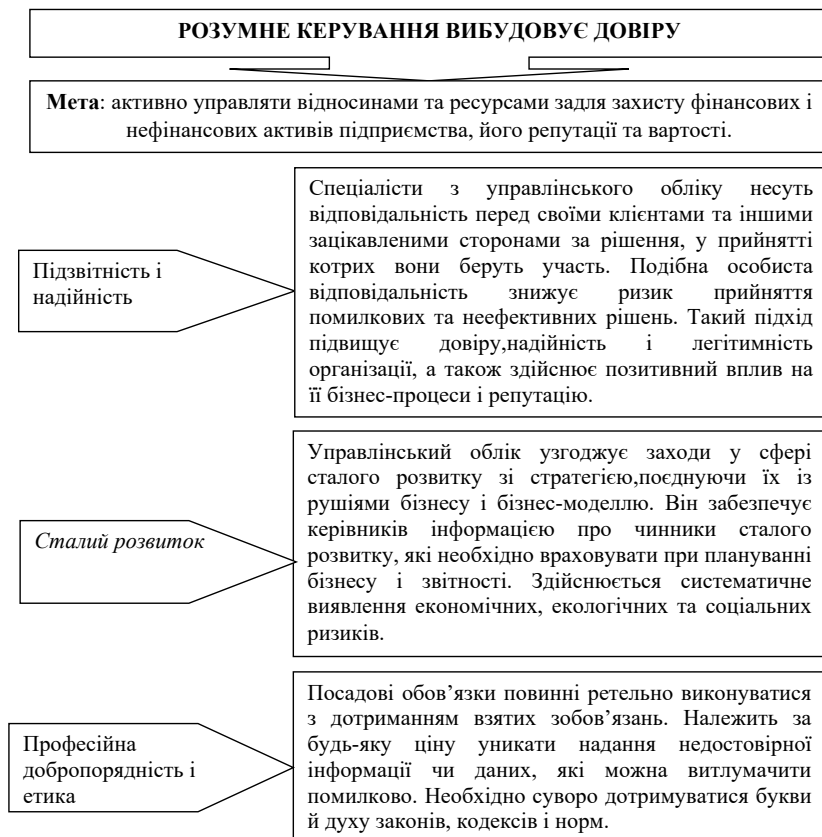 РОЗУМНЕ КЕРУВАННЯ ВИБУДОВУЄ ДОВІРУ
Мета: активно управляти відносинами та ресурсами задля захисту фінансових і
нефінансових активів підприємства, його репутації та вартості.
Підзвітність і
надійність
Спеціалісти з управлінського обліку несуть
відповідальність перед своїми клієнтами та іншими
зацікавленими сторонами за рішення, у прийнятті
котрих вони беруть участь. Подібна особиста
відповідальність знижує ризик прийняття
помилкових та неефективних рішень. Такий підхід
підвищує довіру,надійність і легітимність
організації, а також здійснює позитивний вплив на
її бізнес-процеси і репутацію.
Сталий розвиток
Управлінський облік узгоджує заходи у сфері
сталого розвитку зі стратегією,поєднуючи їх із
рушіями бізнесу і бізнес-моделлю. Він забезпечує
керівників інформацією про чинники сталого
розвитку, які необхідно враховувати при плануванні
бізнесу і звітності. Здійснюється систематичне
виявлення економічних, екологічних та соціальних
ризиків.
Професійна
добропорядність і
етика
Посадові обов’язки повинні ретельно виконуватися
з дотриманням взятих зобов’язань. Належить за
будь-яку ціну уникати надання недостовірної
інформації чи даних, які можна витлумачити
помилково. Необхідно суворо дотримуватися букви
й духу законів, кодексів і норм.